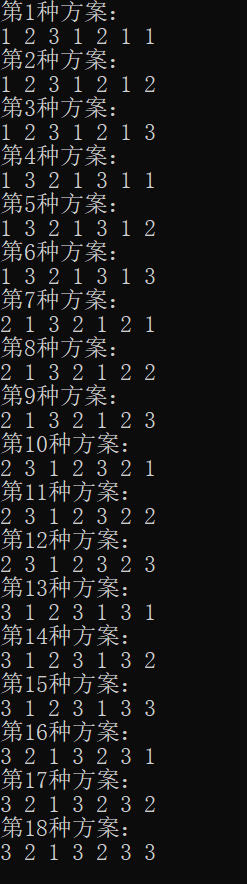 第1种方案:
1 2 3 1 2 1 1
第2种方案:
1 2 3 1 2 1 2
第3种方案:
1 2 3 1 2 1 3
第4种方案:
1 3 2 1 3 1 1
第5种方案:
1 3 2 1 3 1 2
第6种方案:
1 3 2 1 3 1 3
第7种方案:
2 1 3 2 1 2 1
第8种方案:
2 1 3 2 1 2 2
第9种方案:
2 1 3 2 1 2 3
第10种方案:
2 3 1 2 3 2 1
第11种方案:
2 3 1 2 3 2 2
第12种方案:
2 3 1 2 3 2 3
第13种方案:
3 1 2 3 1 3 1
第14种方案:
3 1 2 3 1 3 2
第15种方案:
3 1 2 3 1 3 3
第16种方案:
3 2 1 3 2 3 1
第17种方案:
3 2 1 3 2 3 2
第18种方案:
3 2 1 3 2 3 3